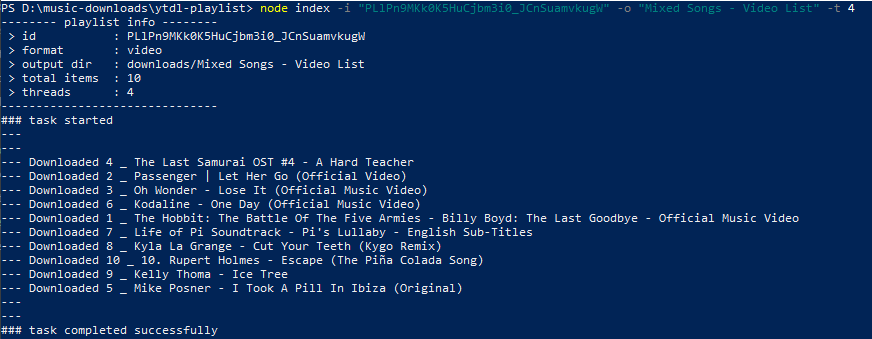 PS D:\music-downloads\ytdl-playlist> node index -i "PLlPn9MKk0K5HuCjbm3i0_JCnSuamvkugW" -o "Mixed Songs - Video List" -t 4
-------- playlist info ---------
> id : PLlPn9MKk0K5HuCjbm3i0_JCnSuamvkugW
> format : video
> output dir : downloads/Mixed Songs - Video List
> total items : 10
> threads : 4
--------------------------------
### task started
---
---
--- Downloaded 4 _ The Last Samurai OST #4 - A Hard Teacher
--- Downloaded 2 _ Passenger | Let Her Go (Official Video)
--- Downloaded 3 _ Oh Wonder - Lose It (Official Music Video)
--- Downloaded 6 _ Kodaline - One Day (Official Music Video)
--- Downloaded 1 _ The Hobbit: The Battle Of The Five Armies - Billy Boyd: The Last Goodbye - Official Music Video
--- Downloaded 7 _ Life of Pi Soundtrack - Pi's Lullaby - English Sub-Titles
--- Downloaded 8 _ Kyla La Grange - Cut Your Teeth (Kygo Remix)
--- Downloaded 10 _ 10. Rupert Holmes - Escape (The Piña Colada Song)
--- Downloaded 9 _ Kelly Thoma - Ice Tree
--- Downloaded 5 _ Mike Posner - I Took A Pill In Ibiza (Original)
---
---
### task completed successfully